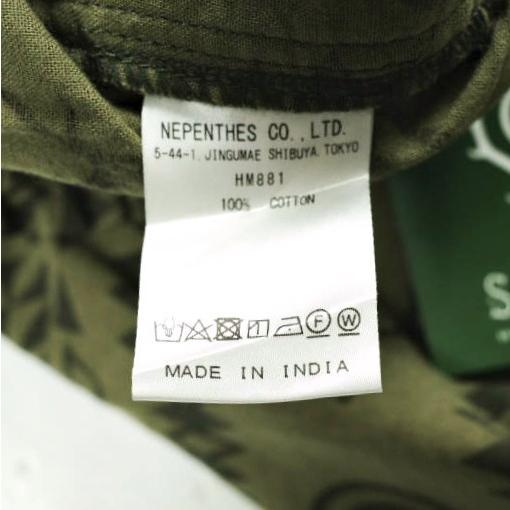 NEPENTHES CO.,LTD.
5-44-1, JINGUMAE SHIBUYA, TOKYO
HM881
100% COTTON
F W
MADE IN INDIA
S